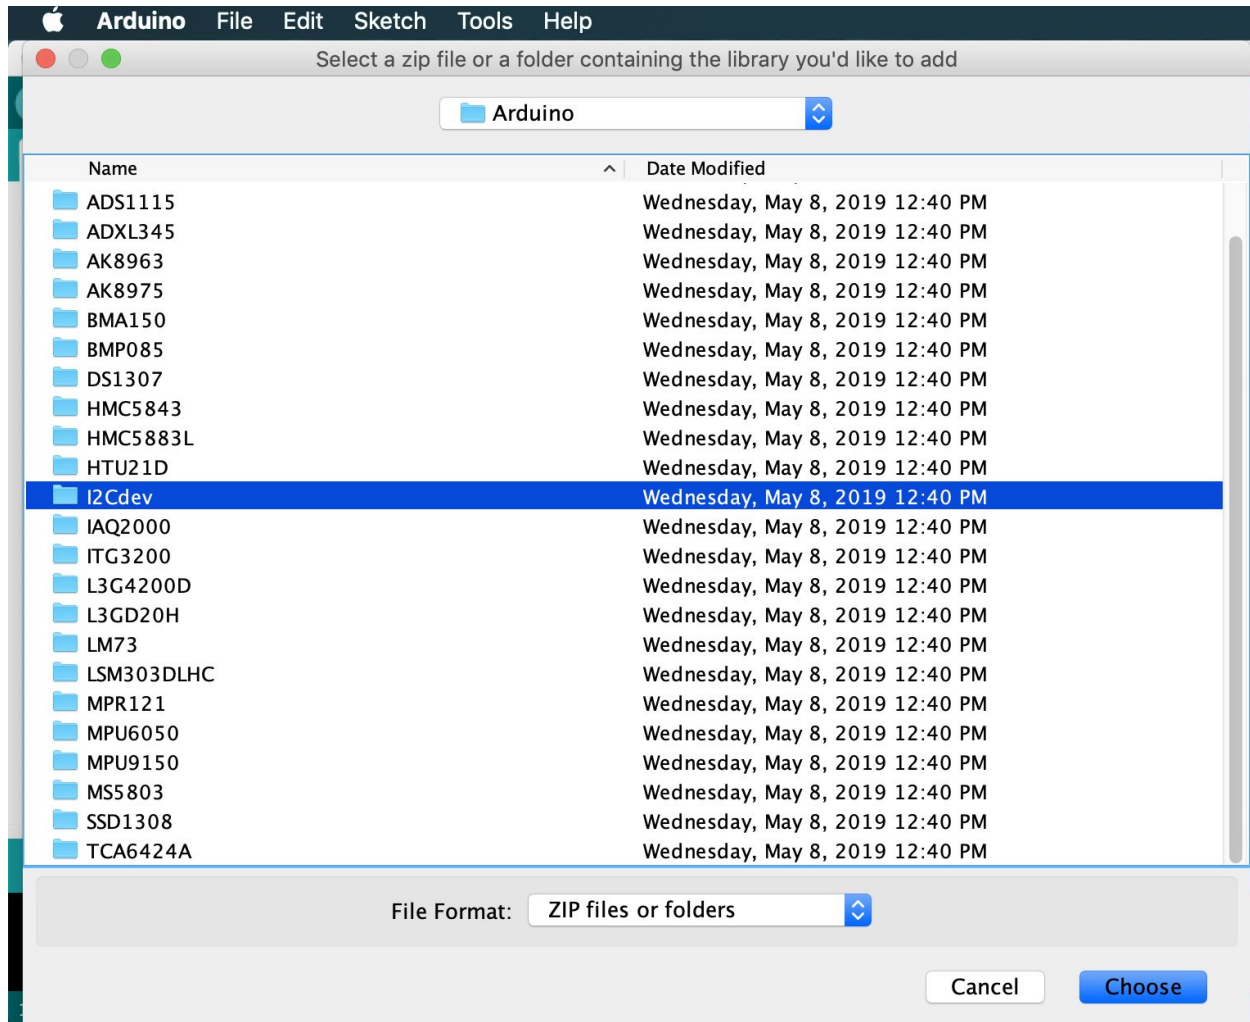 Arduino File Edit Sketch Tools Help
Select a zip file or a folder containing the library you'd like to add
Arduino
Name Date Modified
ADS1115 Wednesday, May 8, 2019 12:40 PM
ADXL345 Wednesday, May 8, 2019 12:40 PM
AK8963 Wednesday, May 8, 2019 12:40 PM
AK8975 Wednesday, May 8, 2019 12:40 PM
BMA150 Wednesday, May 8, 2019 12:40 PM
BMP085 Wednesday, May 8, 2019 12:40 PM
DS1307 Wednesday, May 8, 2019 12:40 PM
HMC5843 Wednesday, May 8, 2019 12:40 PM
HMC5883L Wednesday, May 8, 2019 12:40 PM
HTU21D Wednesday, May 8, 2019 12:40 PM
I2Cdev Wednesday, May 8, 2019 12:40 PM
IAQ2000 Wednesday, May 8, 2019 12:40 PM
ITG3200 Wednesday, May 8, 2019 12:40 PM
L3G4200D Wednesday, May 8, 2019 12:40 PM
L3GD20H Wednesday, May 8, 2019 12:40 PM
LM73 Wednesday, May 8, 2019 12:40 PM
LSM303DLHC Wednesday, May 8, 2019 12:40 PM
MPR121 Wednesday, May 8, 2019 12:40 PM
MPU6050 Wednesday, May 8, 2019 12:40 PM
MPU9150 Wednesday, May 8, 2019 12:40 PM
MS5803 Wednesday, May 8, 2019 12:40 PM
SSD1308 Wednesday, May 8, 2019 12:40 PM
TCA6424A Wednesday, May 8, 2019 12:40 PM
File Format: ZIP files or folders
Cancel Choose